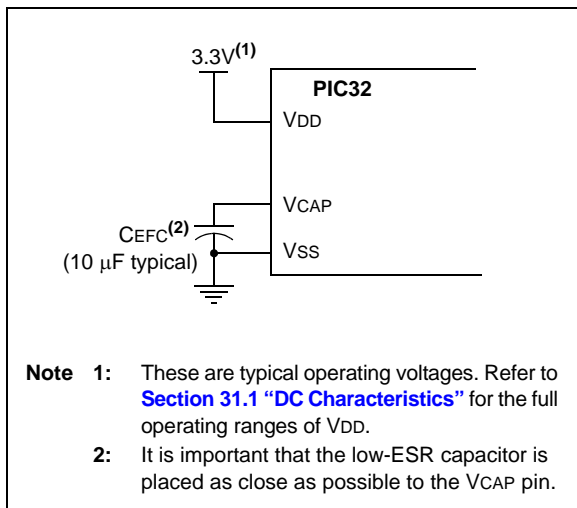 3.3V(1)
PIC32
VDD
VCAP
CEFC(2)
(10 μF typical)
VSS
Note 1: These are typical operating voltages. Refer to
Section 31.1 “DC Characteristics” for the full
operating ranges of VDD.
2: It is important that the low-ESR capacitor is
placed as close as possible to the VCAP pin.